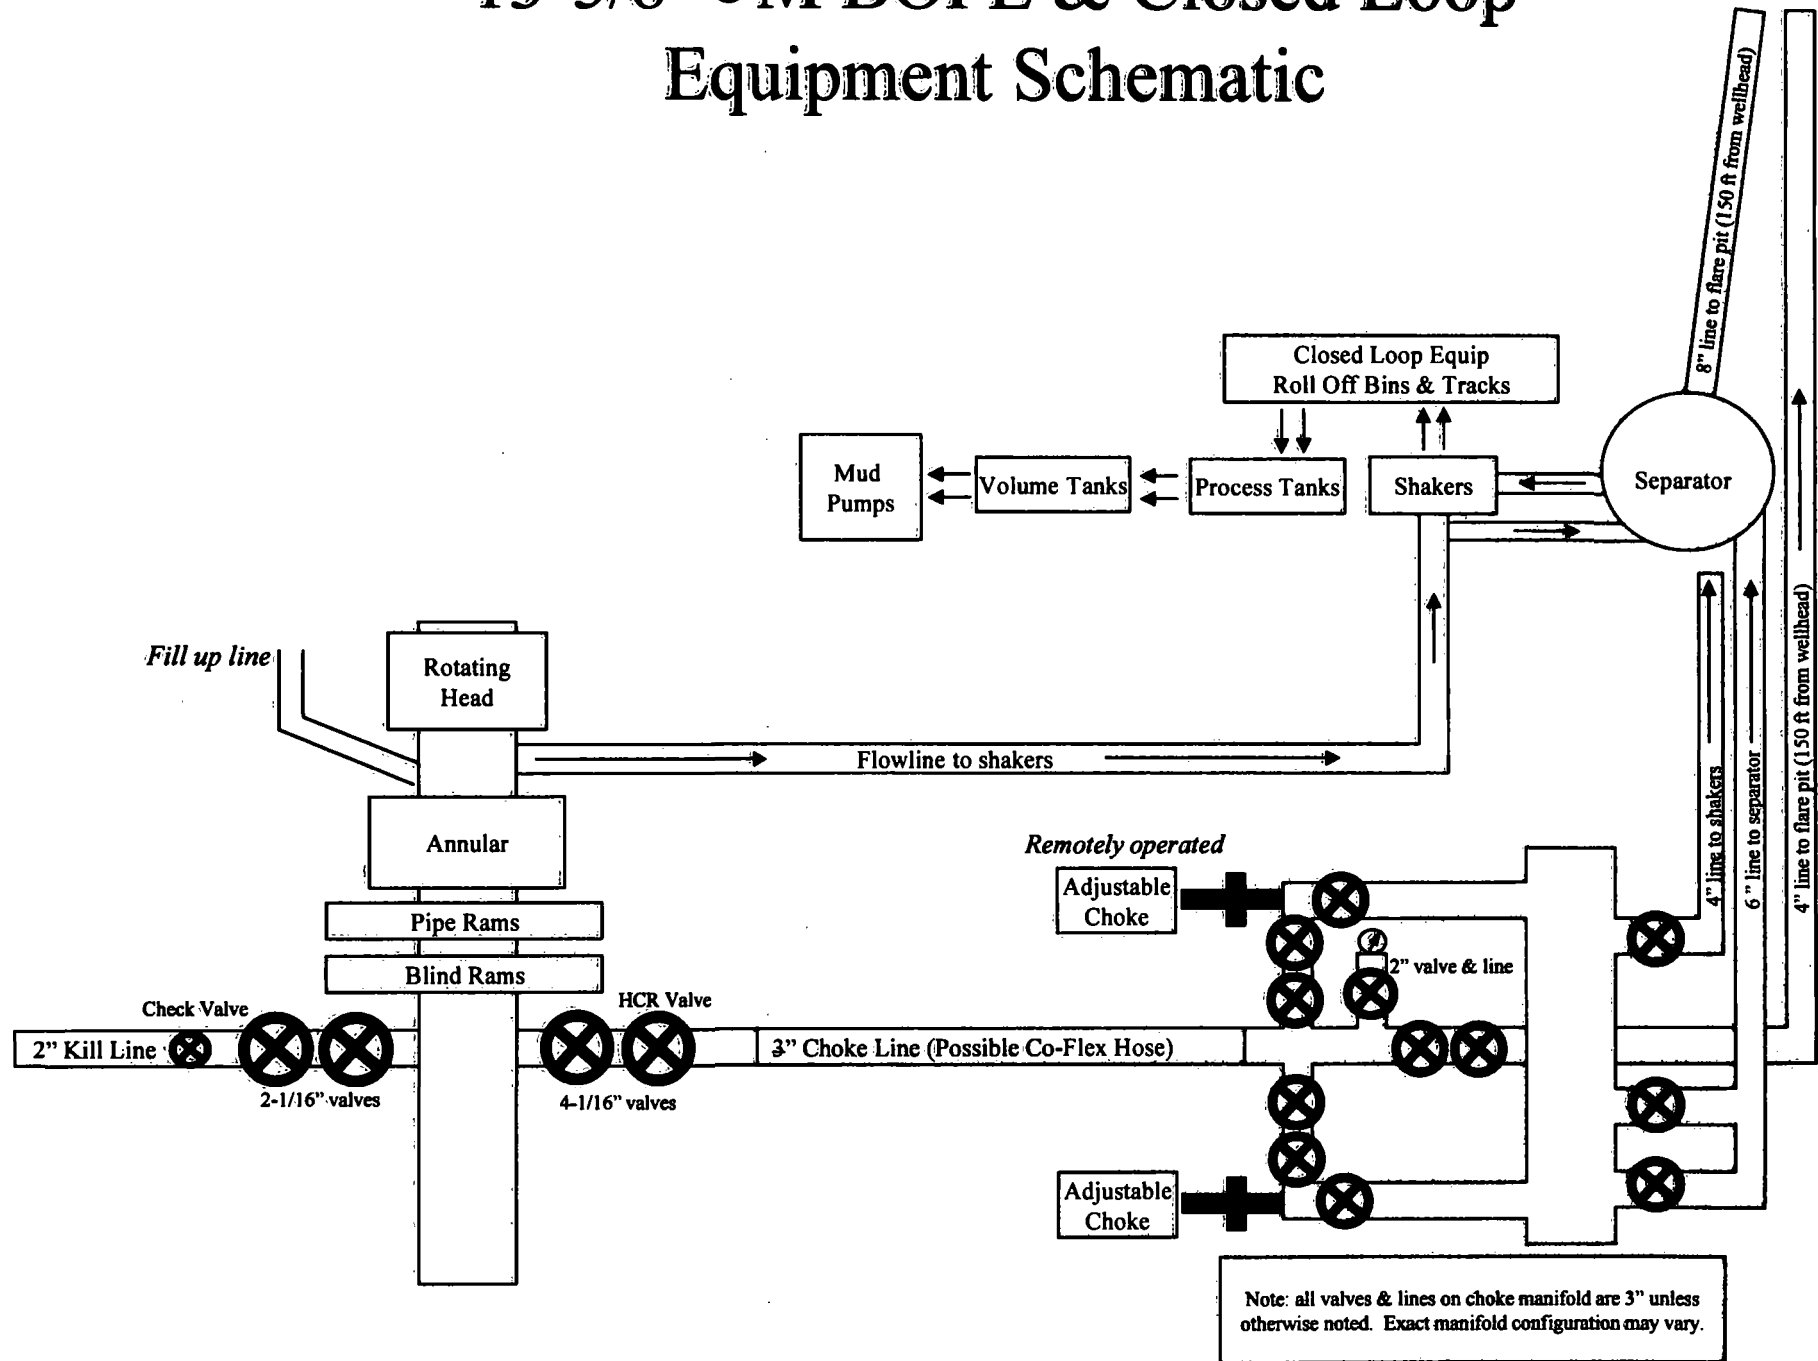 & Closed Loop
Equipment Schematic
8” line to flare pit (150 ft from wellhead)
Closed Loop Equip
Roll Off Bins & Tracks
Mud
Pumps
Volume Tanks
Process Tanks
Shakers
Separator
Fill up line
Rotating
Head
Flowline to shakers
4” line to shakers
6 ” line to separator
4” line to flare pit (150 ft from wellhead)
Annular
Remotely operated
Adjustable
Choke
Pipe Rams
Blind Rams
2” valve & line
Check Valve
HCR Valve
2” Kill Line
3” Choke Line (Possible Co-Flex Hose)
2-1/16” valves
4-1/16” valves
Adjustable
Choke
Note: all valves & lines on choke manifold are 3” unless
otherwise noted. Exact manifold configuration may vary.